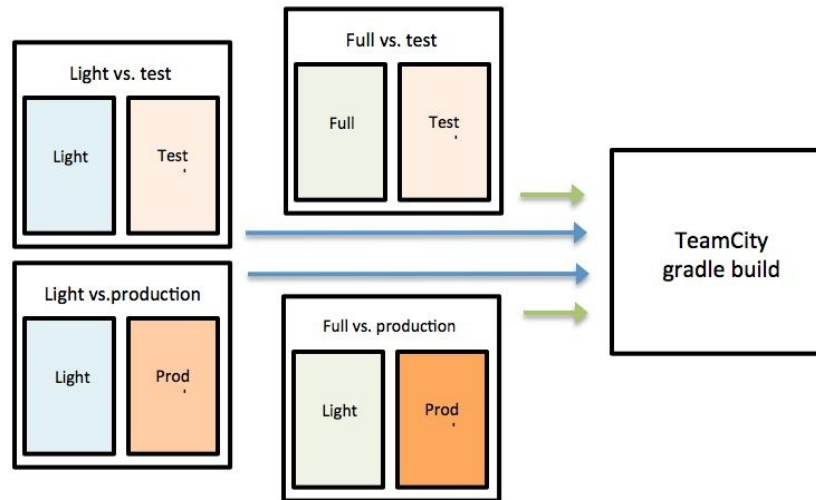 Light vs. test
Light
Test
Full vs. test
Full
Test
Light vs.production
Light
Prod
Full vs. production
Light
Prod
TeamCity
gradle build